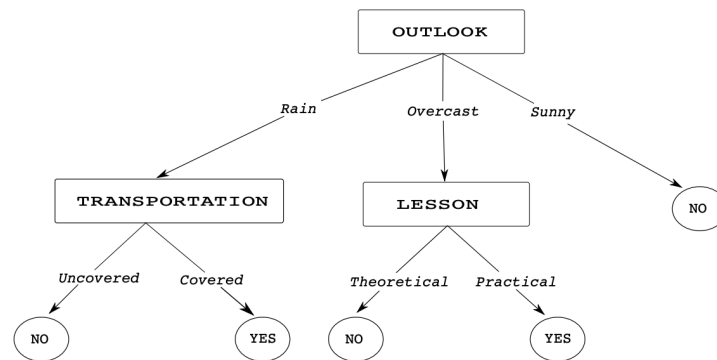 OUTLOOK
Rain
Overcast
Sunny
TRANSPORTATION
LESSON
NO
Uncovered
Covered
Theoretical
Practical
NO
YES
NO
YES